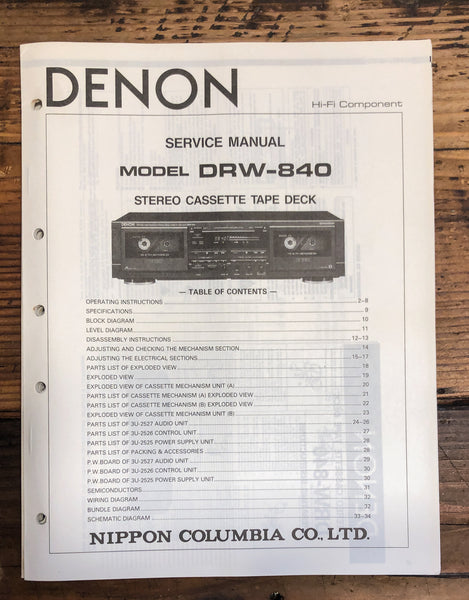 DENON
Hi-Fi Component
SERVICE MANUAL
MODEL DRW-840
STEREO CASSETTE TAPE DECK
DENON
— TABLE OF CONTENTS —
OPERATING INSTRUCTIONS 2–8
SPECIFICATIONS 9
BLOCK DIAGRAM 10
LEVEL DIAGRAM 11
DISASSEMBLY INSTRUCTIONS 12–13
ADJUSTING AND CHECKING THE MECHANISM SECTION 14
ADJUSTING THE ELECTRICAL SECTIONS 15–17
PARTS LIST OF EXPLODED VIEW 18
EXPLODED VIEW 19
EXPLODED VIEW OF CASSETTE MECHANISM UNIT (A) 20
PARTS LIST OF CASSETTE MECHANISM (A) EXPLODED VIEW 21
PARTS LIST OF CASSETTE MECHANISM (B) EXPLODED VIEW 22
EXPLODED VIEW OF CASSETTE MECHANISM UNIT (B) 23
PARTS LIST OF 3U-2527 AUDIO UNIT 24–26
PARTS LIST OF 3U-2526 CONTROL UNIT 27
PARTS LIST OF 3U-2525 POWER SUPPLY UNIT 28
PARTS LIST OF PACKING & ACCESSORIES 28
P.W.BOARD OF 3U-2527 AUDIO UNIT 29
P.W.BOARD OF 3U-2526 CONTROL UNIT 30
P.W.BOARD OF 3U-2525 POWER SUPPLY UNIT 30
SEMICONDUCTORS 31
WIRING DIAGRAM 32
BUNDLE DIAGRAM 32
SCHEMATIC DIAGRAM 33–34
NIPPON COLUMBIA CO., LTD.